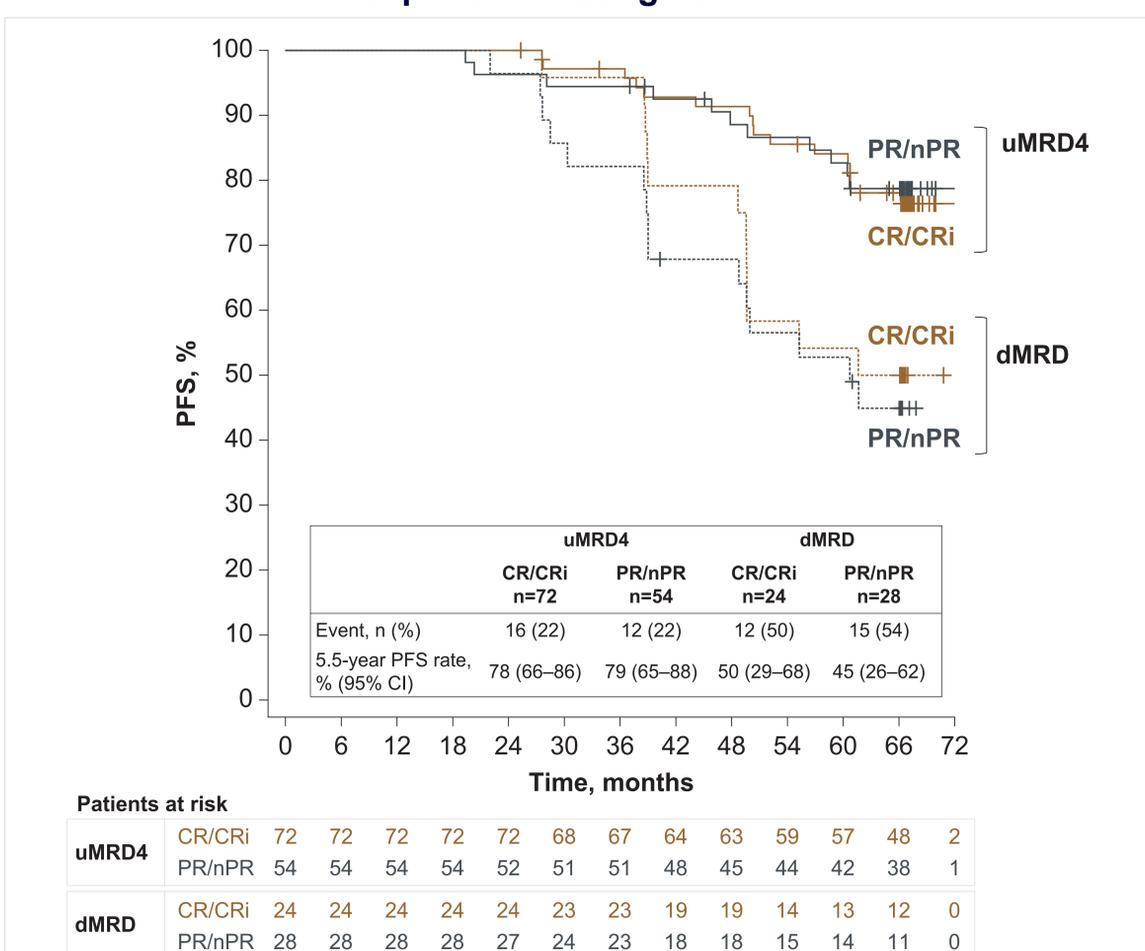 100
90
80
70
60
50
40
30
20
10
0
PFS, %
PR/nPR
uMRD4
CR/CRi
CR/CRi
dMRD
PR/nPR
uMRD4 dMRD
CR/CRi PR/nPR CR/CRi PR/nPR
n=72 n=54 n=24 n=28
Event, n (%) 16 (22) 12 (22) 12 (50) 15 (54)
5.5-year PFS rate,
% (95% CI) 78 (66–86) 79 (65–88) 50 (29–68) 45 (26–62)
0 6 12 18 24 30 36 42 48 54 60 66 72
Time, months
Patients at risk
uMRD4
CR/CRi 72 72 72 72 72 68 67 64 63 59 57 48 2
PR/nPR 54 54 54 54 52 51 51 48 45 44 42 38 1
dMRD
CR/CRi 24 24 24 24 24 23 23 19 19 14 13 12 0
PR/nPR 28 28 28 28 27 24 23 18 18 15 14 11 0